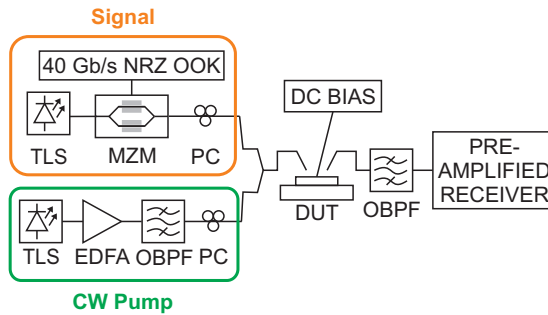 Signal
40 Gb/s NRZ OOK
TLS
MZM
PC
DC BIAS
DUT
OBPF
PRE-
AMPLIFIED
RECEIVER
TLS
EDFA
OBPF
PC
CW Pump